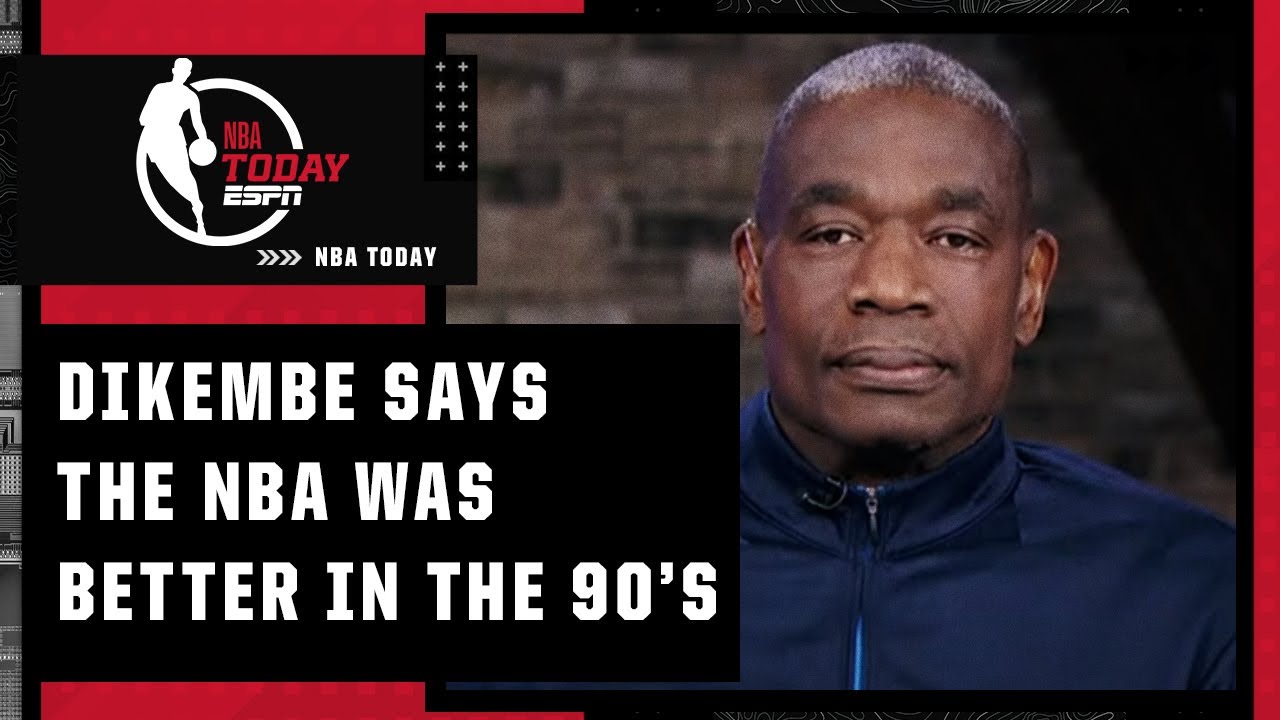 NBA
TODAY
ESPN
NBA TODAY
DIKEMBE SAYS
THE NBA WAS
BETTER IN THE 90’S